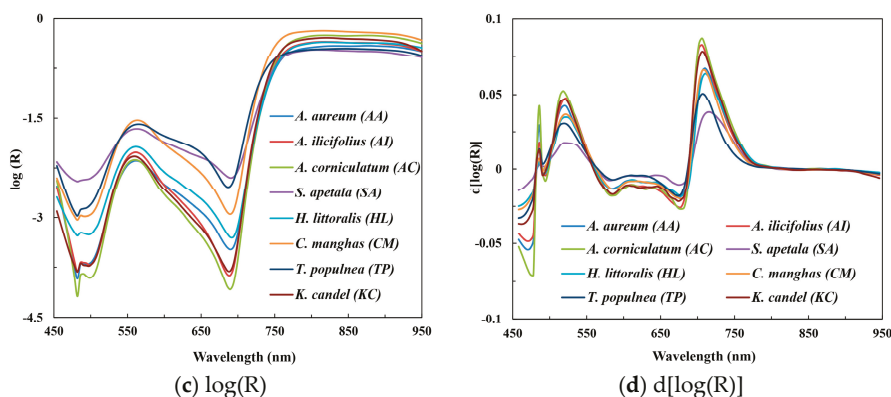 0
-1.5
-3
-4.5
log (R)
A. aureum (AA)
A. ilicifolius (AI)
A. corniculatum (AC)
S. apetala (SA)
H. littoralis (HL)
C. manghas (CM)
T. populnea (TP)
K. candel (KC)
450 550 650 750 850 950
Wavelength (nm)
(c) log(R)
0.1
0.05
0
-0.05
-0.1
d[log(R)]
A. aureum (AA) A. ilicifolius (AI)
A. corniculatum (AC) S. apetala (SA)
H. littoralis (HL) C. manghas (CM)
T. populnea (TP) K. candel (KC)
450 550 650 750 850 950
Wavelength (nm)
(d) d[log(R)]